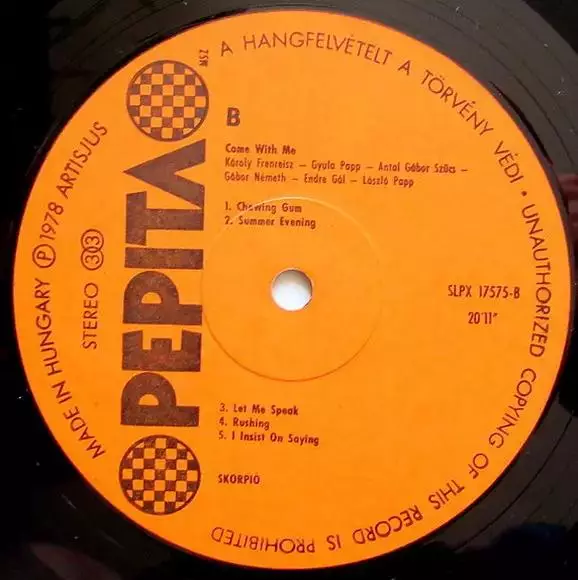 A HANGFELVÉTELT A TÖRVÉNY VÉDI • UNAUTHORIZED COPYING OF THIS RECORD IS PROHIBITED
MADE IN HUNGARY Ⓟ 1978 ARTISJUS
STEREO 33
PEPITA
MSZ
B
Come With Me
Károly Frenreisz – Gyula Papp – Antal Gábor Szűcs –
Gábor Németh – Endre Gál – László Papp
1. Chewing Gum
2. Summer Evening
SLPX 17575-B
20'11"
3. Let Me Speak
4. Rushing
5. I Insist On Saying
SKORPIÓ